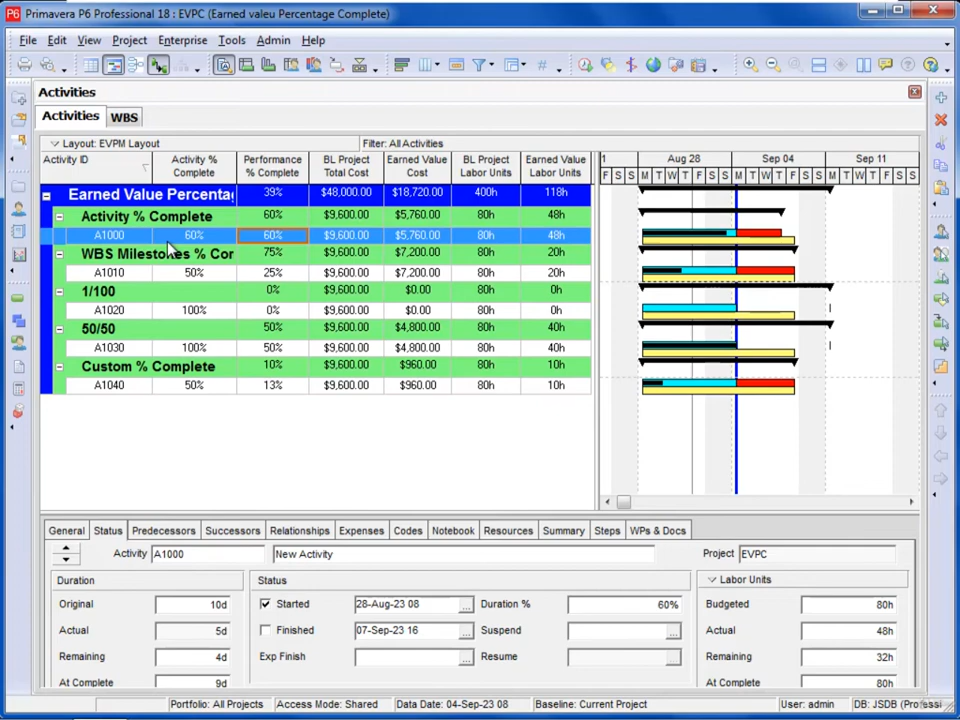 P6 Primavera P6 Professional 18 : EVPC (Earned valeu Percentage Complete)
File Edit View Project Enterprise Tools Admin Help
Activities
Activities WBS
Layout: EVPM Layout Filter: All Activities
Activity ID Activity % Complete Performance % Complete BL Project Total Cost Earned Value Cost BL Project Labor Units Earned Value Labor Units 1 Aug 28 Sep 04 Sep 11
F S S M T W T F S S M T W T F S S M T W T F S S
Earned Value Percenta 39% $48,000.00 $18,720.00 400h 118h
Activity % Complete 60% $9,600.00 $5,760.00 80h 48h
A1000 60% 60% $9,600.00 $5,760.00 80h 48h
WBS Milestones % Cor 75% $9,600.00 $7,200.00 80h 20h
A1010 50% 25% $9,600.00 $7,200.00 80h 20h
1/100 0% $9,600.00 $0.00 80h 0h
A1020 100% 0% $9,600.00 $0.00 80h 0h
50/50 50% $9,600.00 $4,800.00 80h 40h
A1030 100% 50% $9,600.00 $4,800.00 80h 40h
Custom % Complete 10% $9,600.00 $960.00 80h 10h
A1040 50% 13% $9,600.00 $960.00 80h 10h
General Status Predecessors Successors Relationships Expenses Codes Notebook Resources Summary Steps WPs & Docs
Activity A1000 New Activity Project EVPC
Duration Status Labor Units
Original 10d Started 28-Aug-23 08 ... Duration % 60% Budgeted 80h
Actual 5d Finished 07-Sep-23 16 ... Suspend ... Actual 48h
Remaining 4d Exp Finish ... Resume ... Remaining 32h
At Complete 9d At Complete 80h
Portfolio: All Projects Access Mode: Shared Data Date: 04-Sep-23 08 Baseline: Current Project User: admin DB: JSDB (Professi